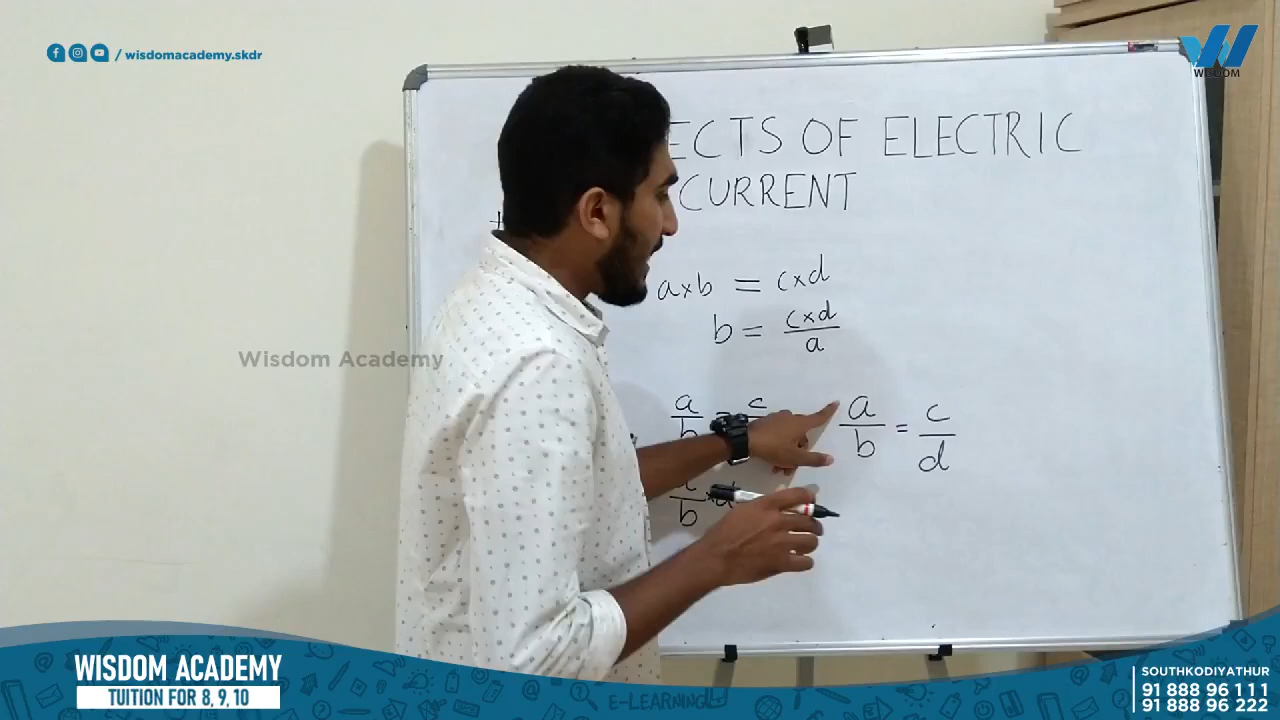 / wisdomacademy.skdr
WISDOM
ECTS OF ELECTRIC
CURRENT
a×b = c×d
b = c×d/a
a/b = c
a/b = c/d
/b ×d
Wisdom Academy
WISDOM ACADEMY
TUITION FOR 8, 9, 10
E-LEARNING
SOUTHKODIYATHUR
91 888 96 111
91 888 96 222